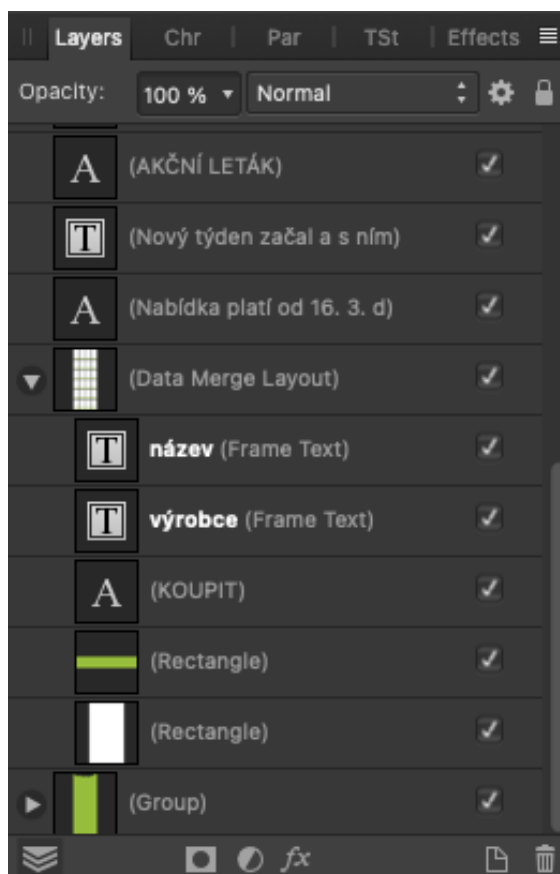 Layers Chr Par TSt Effects
Opacity: 100 % Normal
A (AKČNÍ LETÁK)
T (Nový týden začal a s ním)
A (Nabídka platí od 16. 3. d)
(Data Merge Layout)
T název (Frame Text)
T výrobce (Frame Text)
A (KOUPIT)
(Rectangle)
(Rectangle)
(Group)
fx